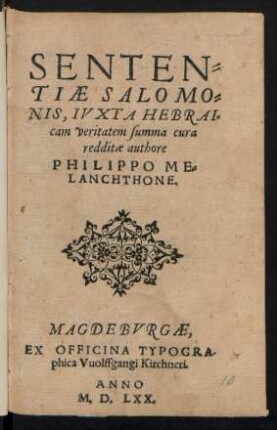 SENTEN=
TIÆ SALOMO=
NIS, IVXTA HEBRAI-
cam veritatem summa cura
redditæ authore
PHILIPPO ME-
LANCHTHONE.
MAGDEBVRGÆ,
EX OFFICINA TYPOGRA-
phica Vuolffgangi Kirchneri.
ANNO
M. D. LXX.
10